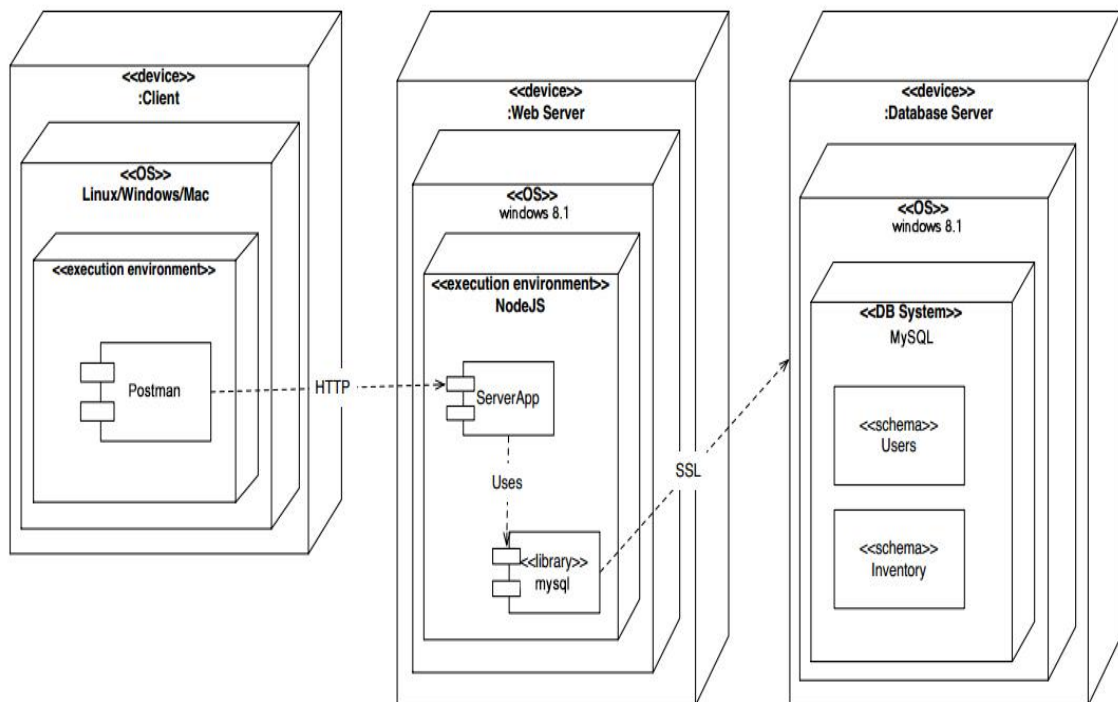 <<device>>
:Client
<<OS>>
Linux/Windows/Mac
<<execution environment>>
Postman
HTTP
<<device>>
:Web Server
<<OS>>
windows 8.1
<<execution environment>>
NodeJS
ServerApp
Uses
<<library>>
mysql
SSL
<<device>>
:Database Server
<<OS>>
windows 8.1
<<DB System>>
MySQL
<<schema>>
Users
<<schema>>
Inventory